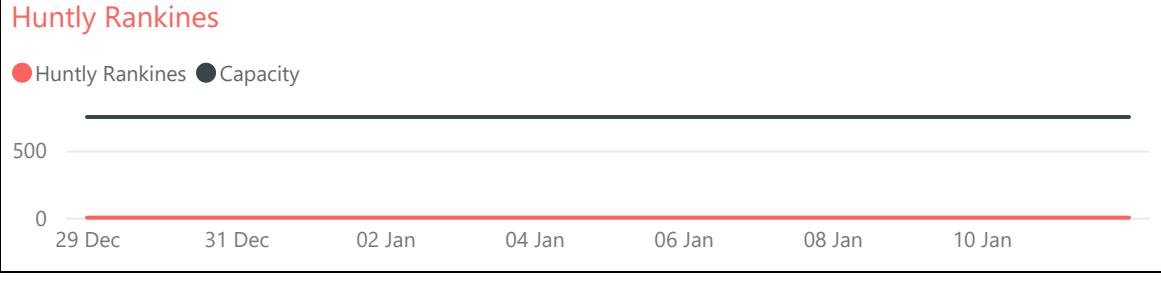 Huntly Rankines
Huntly Rankines Capacity
500
0
29 Dec 31 Dec 02 Jan 04 Jan 06 Jan 08 Jan 10 Jan